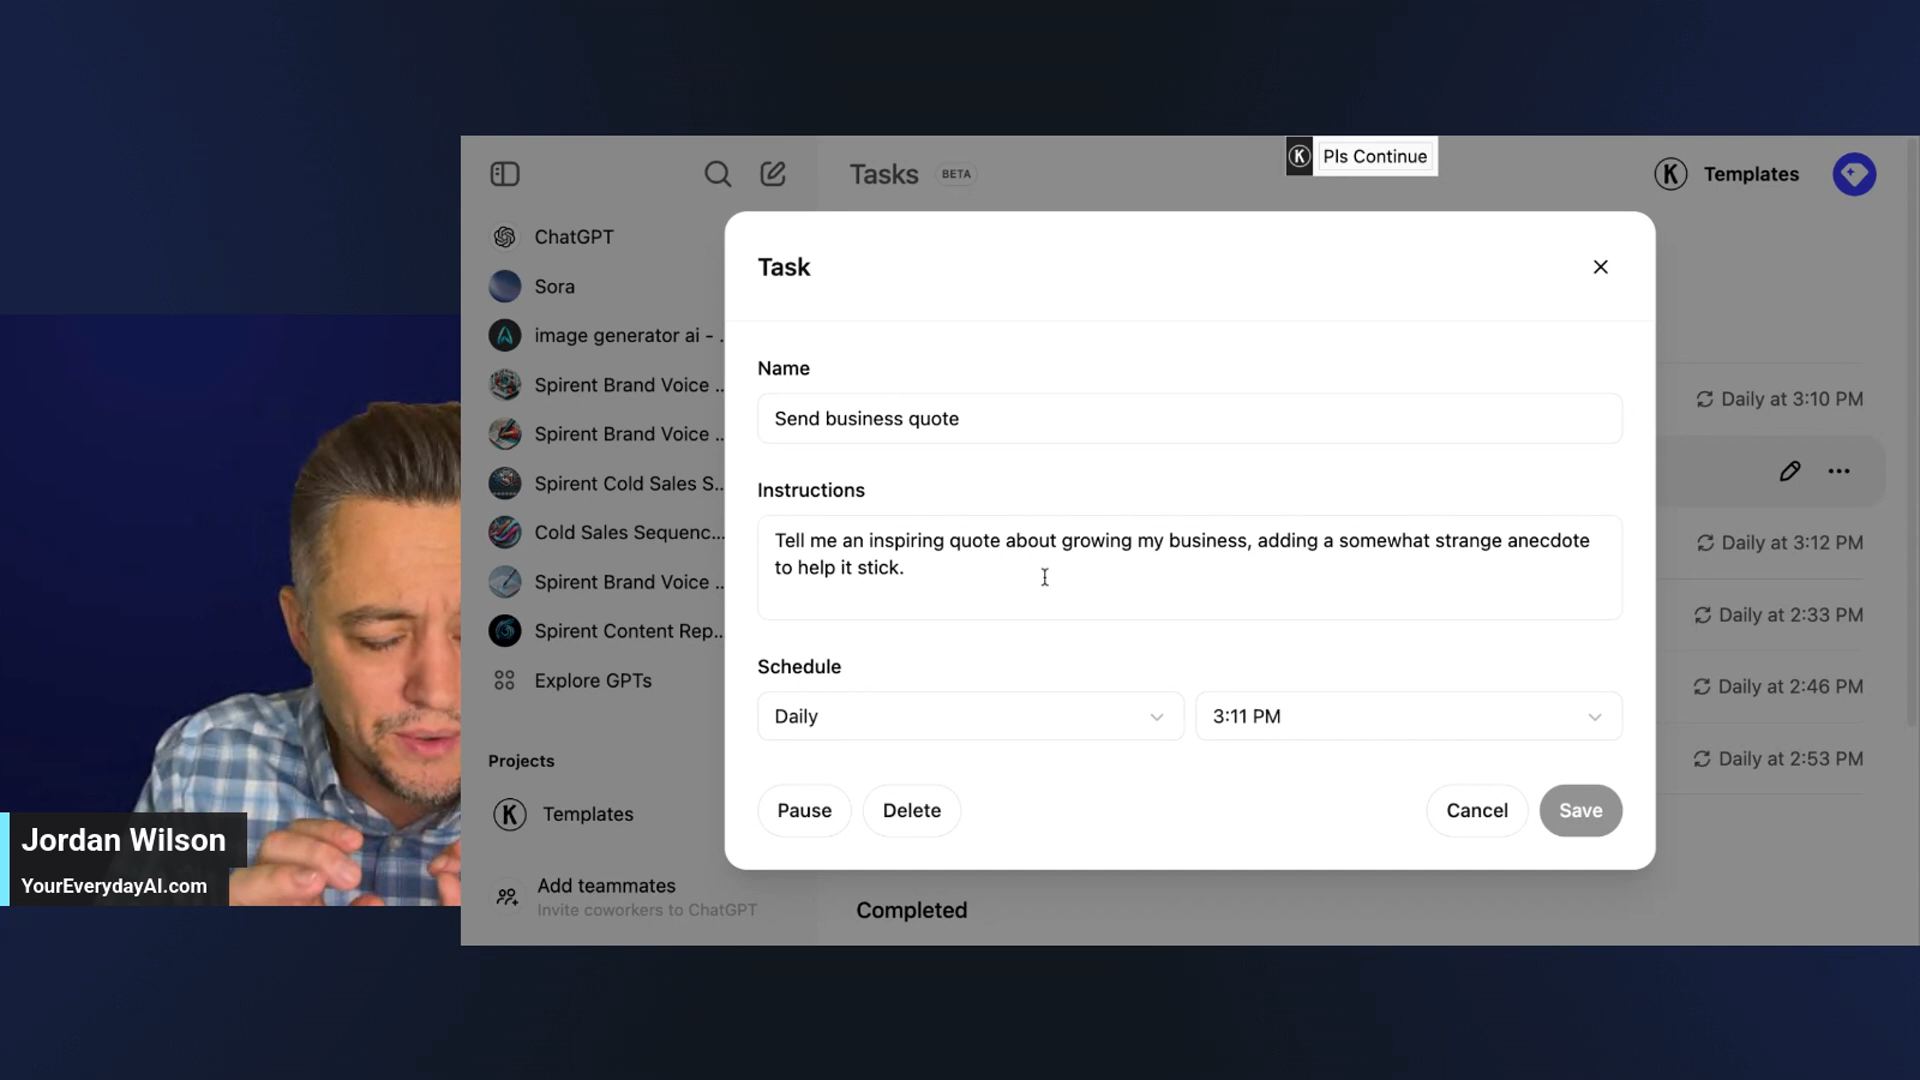 Tasks
BETA
Pls Continue
Templates
ChatGPT
Sora
image generator ai - .
Spirent Brand Voice ..
Spirent Brand Voice ..
Spirent Cold Sales S..
Cold Sales Sequenc...
Spirent Brand Voice ..
Spirent Content Rep..
Explore GPTs
Projects
Templates
Add teammates
Invite coworkers to ChatGPT
Task
Name
Send business quote
Instructions
Tell me an inspiring quote about growing my business, adding a somewhat strange anecdote
to help it stick.
Schedule
Daily
3:11 PM
Pause
Delete
Cancel
Save
Daily at 3:10 PM
Daily at 3:12 PM
Daily at 2:33 PM
Daily at 2:46 PM
Daily at 2:53 PM
Completed
Jordan Wilson
YourEverydayAI.com